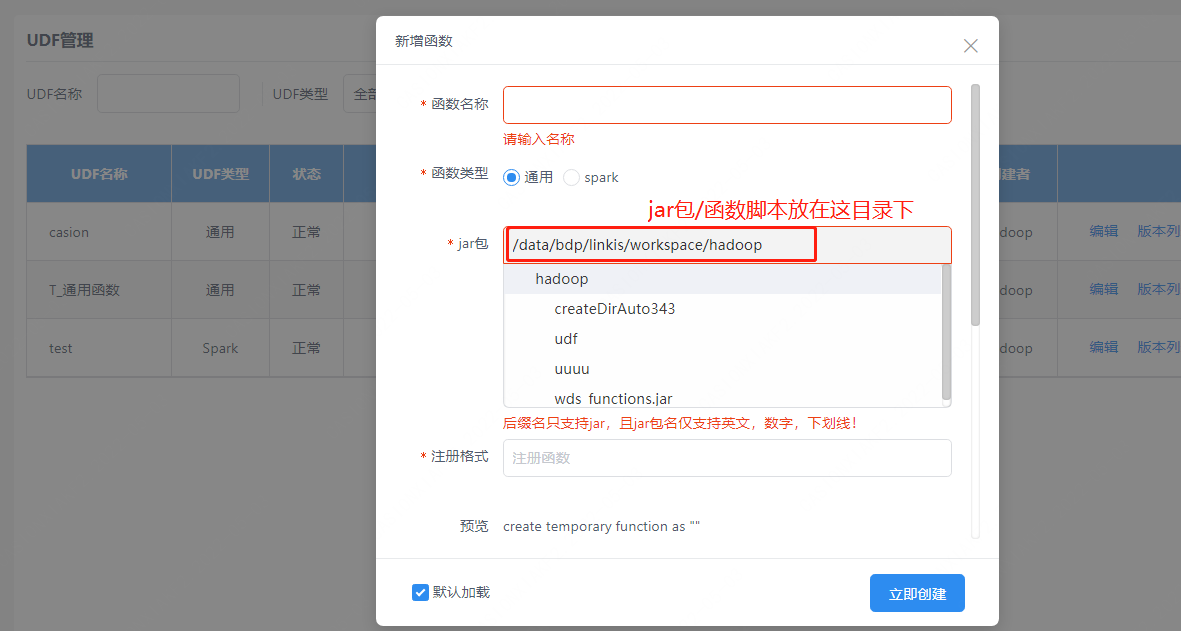 UDF管理
UDF名称
UDF类型 全部
UDF名称 UDF类型 状态 建者
casion 通用 正常 doop 编辑 版本列
T_通用函数 通用 正常 doop 编辑 版本列
test Spark 正常 doop 编辑 版本列
新增函数
* 函数名称
请输入名称
* 函数类型 通用 spark
jar包/函数脚本放在这目录下
* jar包 /data/bdp/linkis/workspace/hadoop
hadoop
createDirAuto343
udf
uuuu
wds_functions.jar
后缀名只支持jar，且jar包名仅支持英文，数字，下划线！
* 注册格式 注册函数
预览 create temporary function as ""
默认加载 立即创建